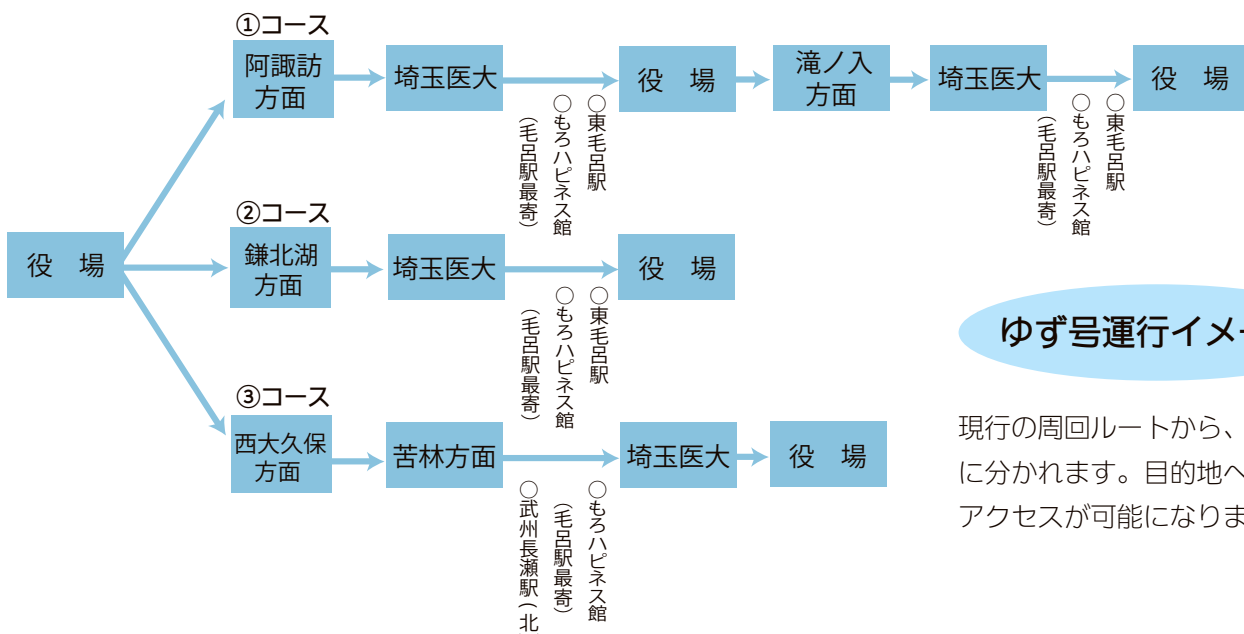 ①コース
阿諏訪
方面
埼玉医大
(毛呂駅最寄)
○もろハピネス館
○東毛呂駅
役　場
滝ノ入
方面
埼玉医大
(毛呂駅最寄)
○もろハピネス館
○東毛呂駅
役　場
役　場
②コース
鎌北湖
方面
埼玉医大
(毛呂駅最寄)
○もろハピネス館
○東毛呂駅
役　場
③コース
西大久保
方面
苦林方面
○武州長瀬駅(北
(毛呂駅最寄)
○もろハピネス館
埼玉医大
役　場
ゆず号運行イメ
現行の周回ルートから、
に分かれます。目的地へ
アクセスが可能になりま